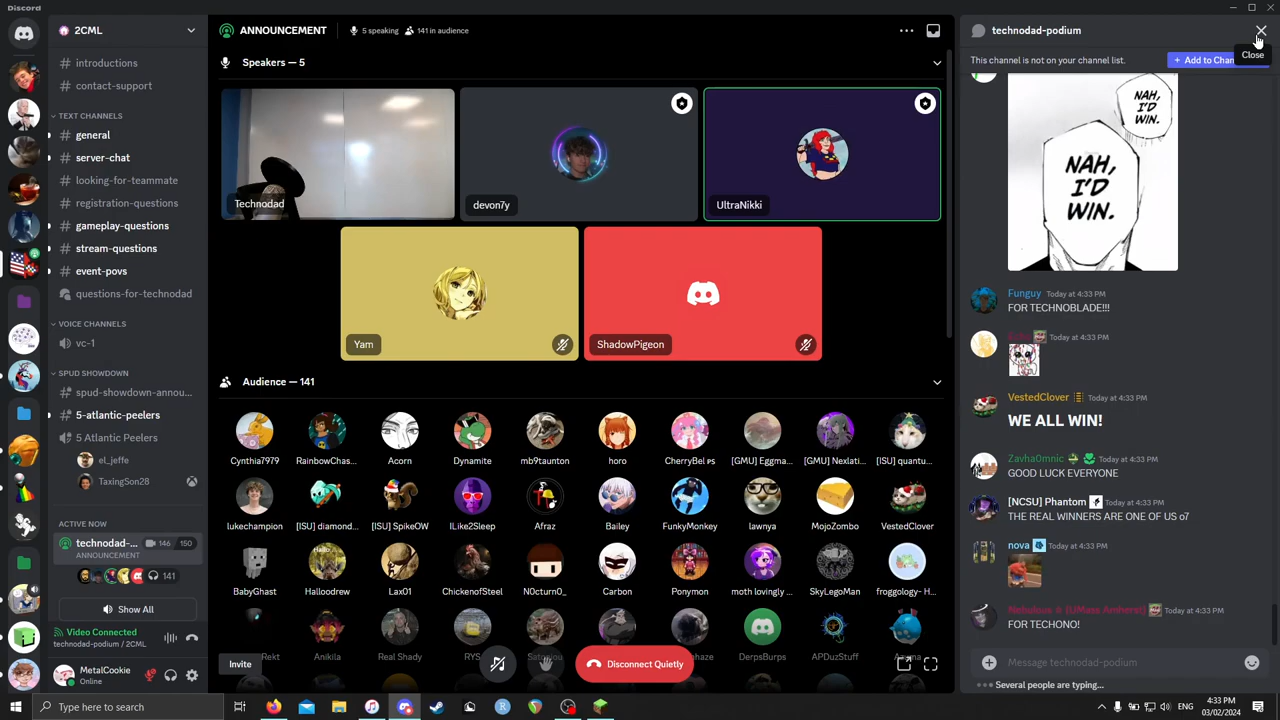 Discord
2CML
introductions
contact-support
TEXT CHANNELS
general
server-chat
looking-for-teammate
registration-questions
gameplay-questions
stream-questions
event-povs
questions-for-technodad
VOICE CHANNELS
vc-1
SPUD SHOWDOWN
spud-showdown-annou...
5-atlantic-peelers
5 Atlantic Peelers
el_jeffe
TaxingSon28
ACTIVE NOW
technodad-... 146 150
ANNOUNCEMENT
141
Show All
Video Connected
technodad-podium / 2CML
MetalCookie
Online
ANNOUNCEMENT 5 speaking 141 in audience
Speakers — 5
Technodad
devon7y
UltraNikki
Yam
ShadowPigeon
Audience — 141
Cynthia7979 RainbowChas... Acorn Dynamite mb9taunton horo CherryBel ᴘs [GMU] Eggma... [GMU] Nexlati... [ISU] quantu...
lukechampion [ISU] diamond... [ISU] SpikeOW ILike2Sleep Afraz Bailey FunkyMonkey lawnya MojoZombo VestedClover
BabyGhast Halloodrew Lax01 ChickenofSteel N0cturn0_ Carbon Ponymon moth lovingly ... SkyLegoMan froggology- H...
Anikila Real Shady DerpsBurps APDuzStuff
Invite
Disconnect Quietly
technodad-podium
Close
This channel is not on your channel list.
+ Add to Chan
NAH,
I'D
WIN.
NAH,
I'D
WIN.
Funguy Today at 4:33 PM
FOR TECHNOBLADE!!!
Today at 4:33 PM
VestedClover Today at 4:33 PM
WE ALL WIN!
Zavha0mnic Today at 4:33 PM
GOOD LUCK EVERYONE
[NCSU] Phantom Today at 4:33 PM
THE REAL WINNERS ARE ONE OF US o7
nova Today at 4:33 PM
Nebulous ☆ (UMass Amherst) Today at 4:33 PM
FOR TECHONO!
Message technodad-podium
Several people are typing...
Type here to search
ENG
4:33 PM
03/02/2024